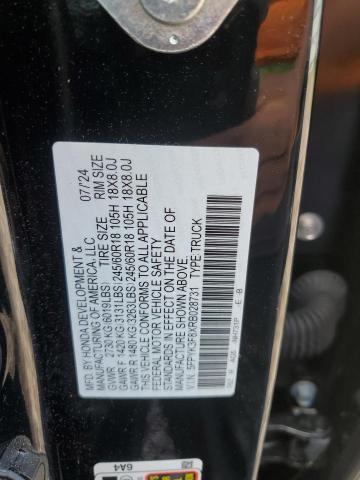 MFD. BY HONDA DEVELOPMENT & 07/'24
MANUFACTURING OF AMERICA, LLC
TIRE SIZE RIM SIZE
GVWR 2730 KG 6019LBS
GAWR F 1420 KG 3131LBS 245/60R18 105H 18X8.0J
GAWR R 1480 KG 3263LBS 245/60R18 105H 18X8.0J
THIS VEHICLE CONFORMS TO ALL APPLICABLE
FEDERAL MOTOR VEHICLE SAFETY
STANDARDS IN EFFECT ON THE DATE OF
MANUFACTURE SHOWN ABOVE.
V.I.N. 5FPYK3F8XRB028731 TYPE:TRUCK
NH731P E - B
6A4